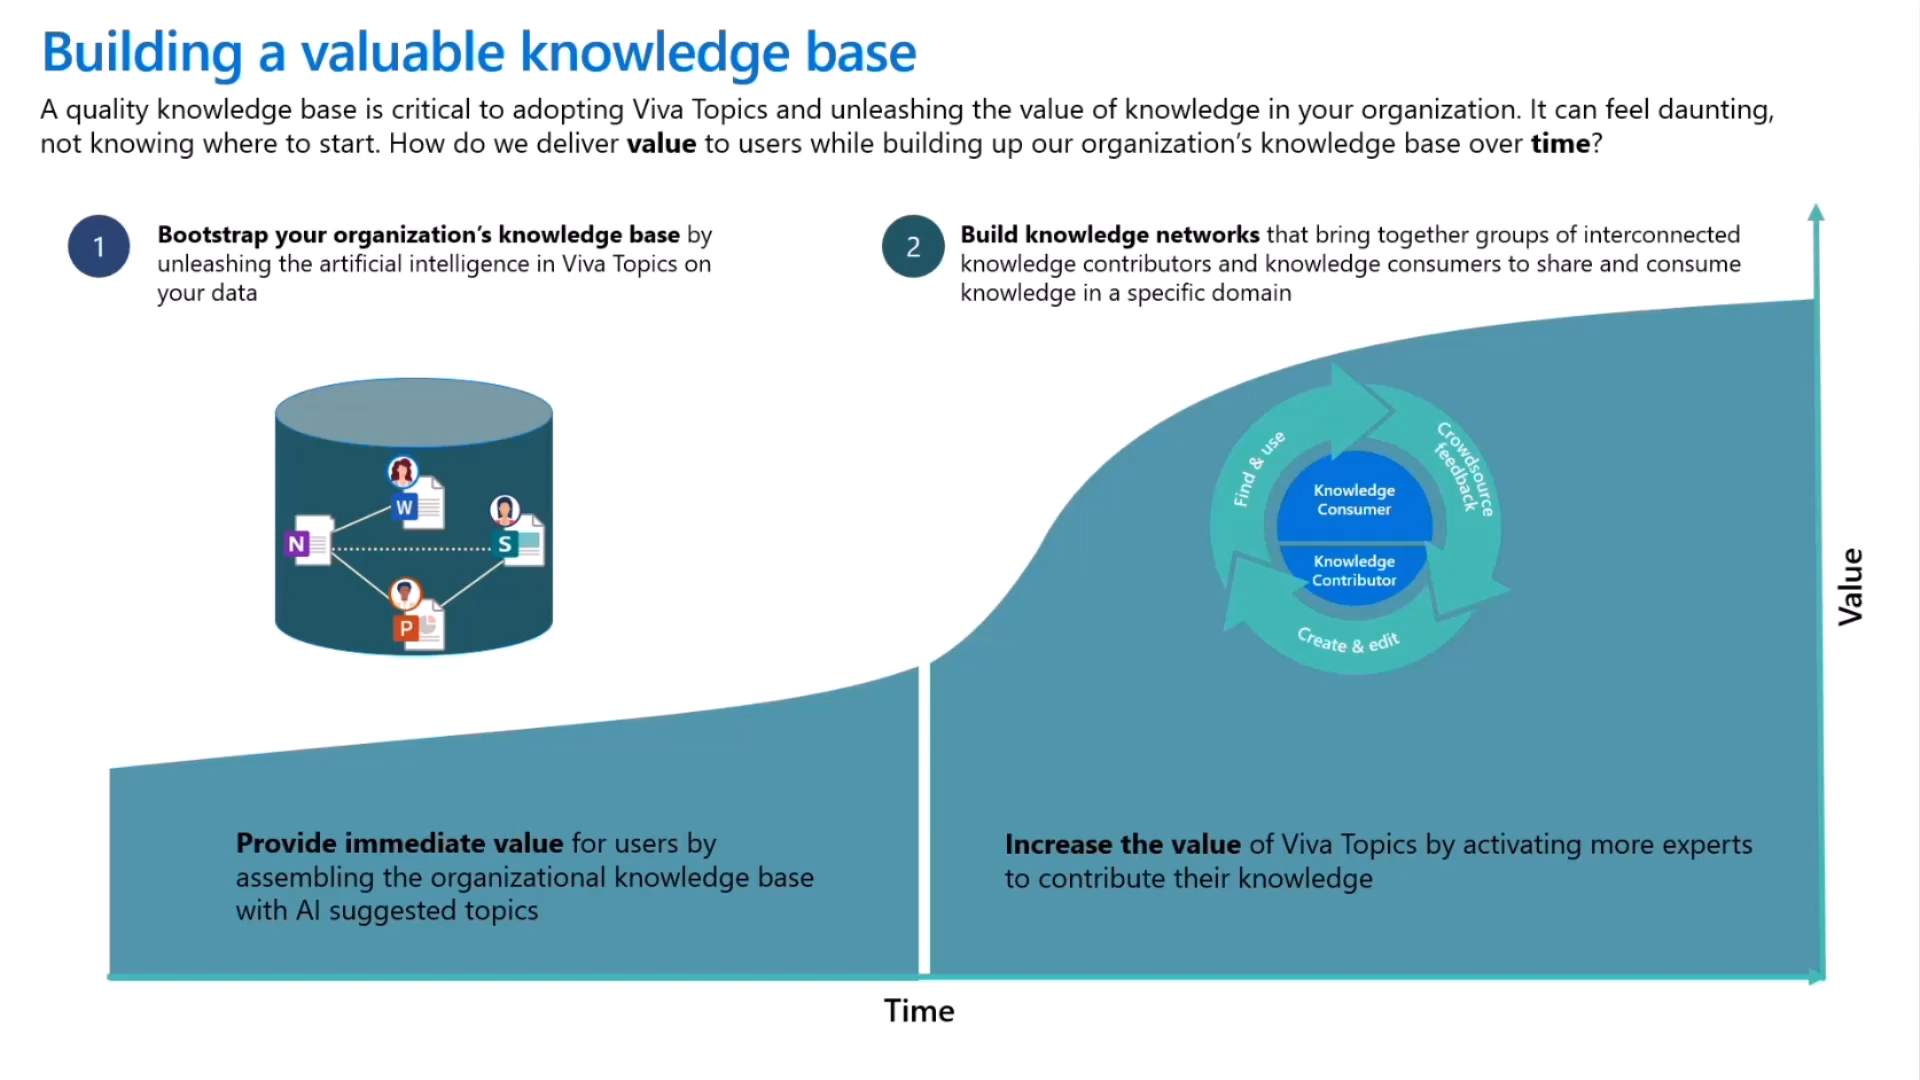 Building a valuable knowledge base
A quality knowledge base is critical to adopting Viva Topics and unleashing the value of knowledge in your organization. It can feel daunting,
not knowing where to start. How do we deliver value to users while building up our organization’s knowledge base over time?
1
Bootstrap your organization’s knowledge base by
unleashing the artificial intelligence in Viva Topics on
your data
2
Build knowledge networks that bring together groups of interconnected
knowledge contributors and knowledge consumers to share and consume
knowledge in a specific domain
W
N
S
P
Find & use
Crowdsource
feedback
Knowledge
Consumer
Knowledge
Contributor
Create & edit
Value
Provide immediate value for users by
assembling the organizational knowledge base
with AI suggested topics
Increase the value of Viva Topics by activating more experts
to contribute their knowledge
Time